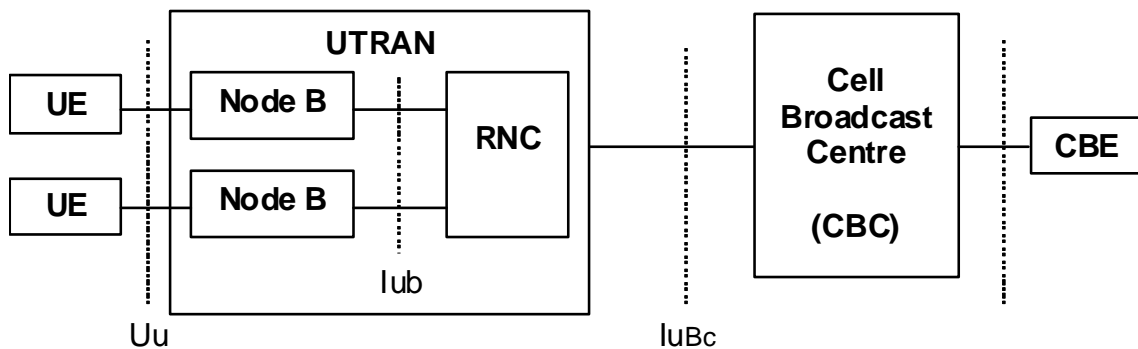 UTRAN
UE
Node B
RNC
Cell
Broadcast
Centre
(CBC)
CBE
UE
Node B
Iub
Uu
IuBc